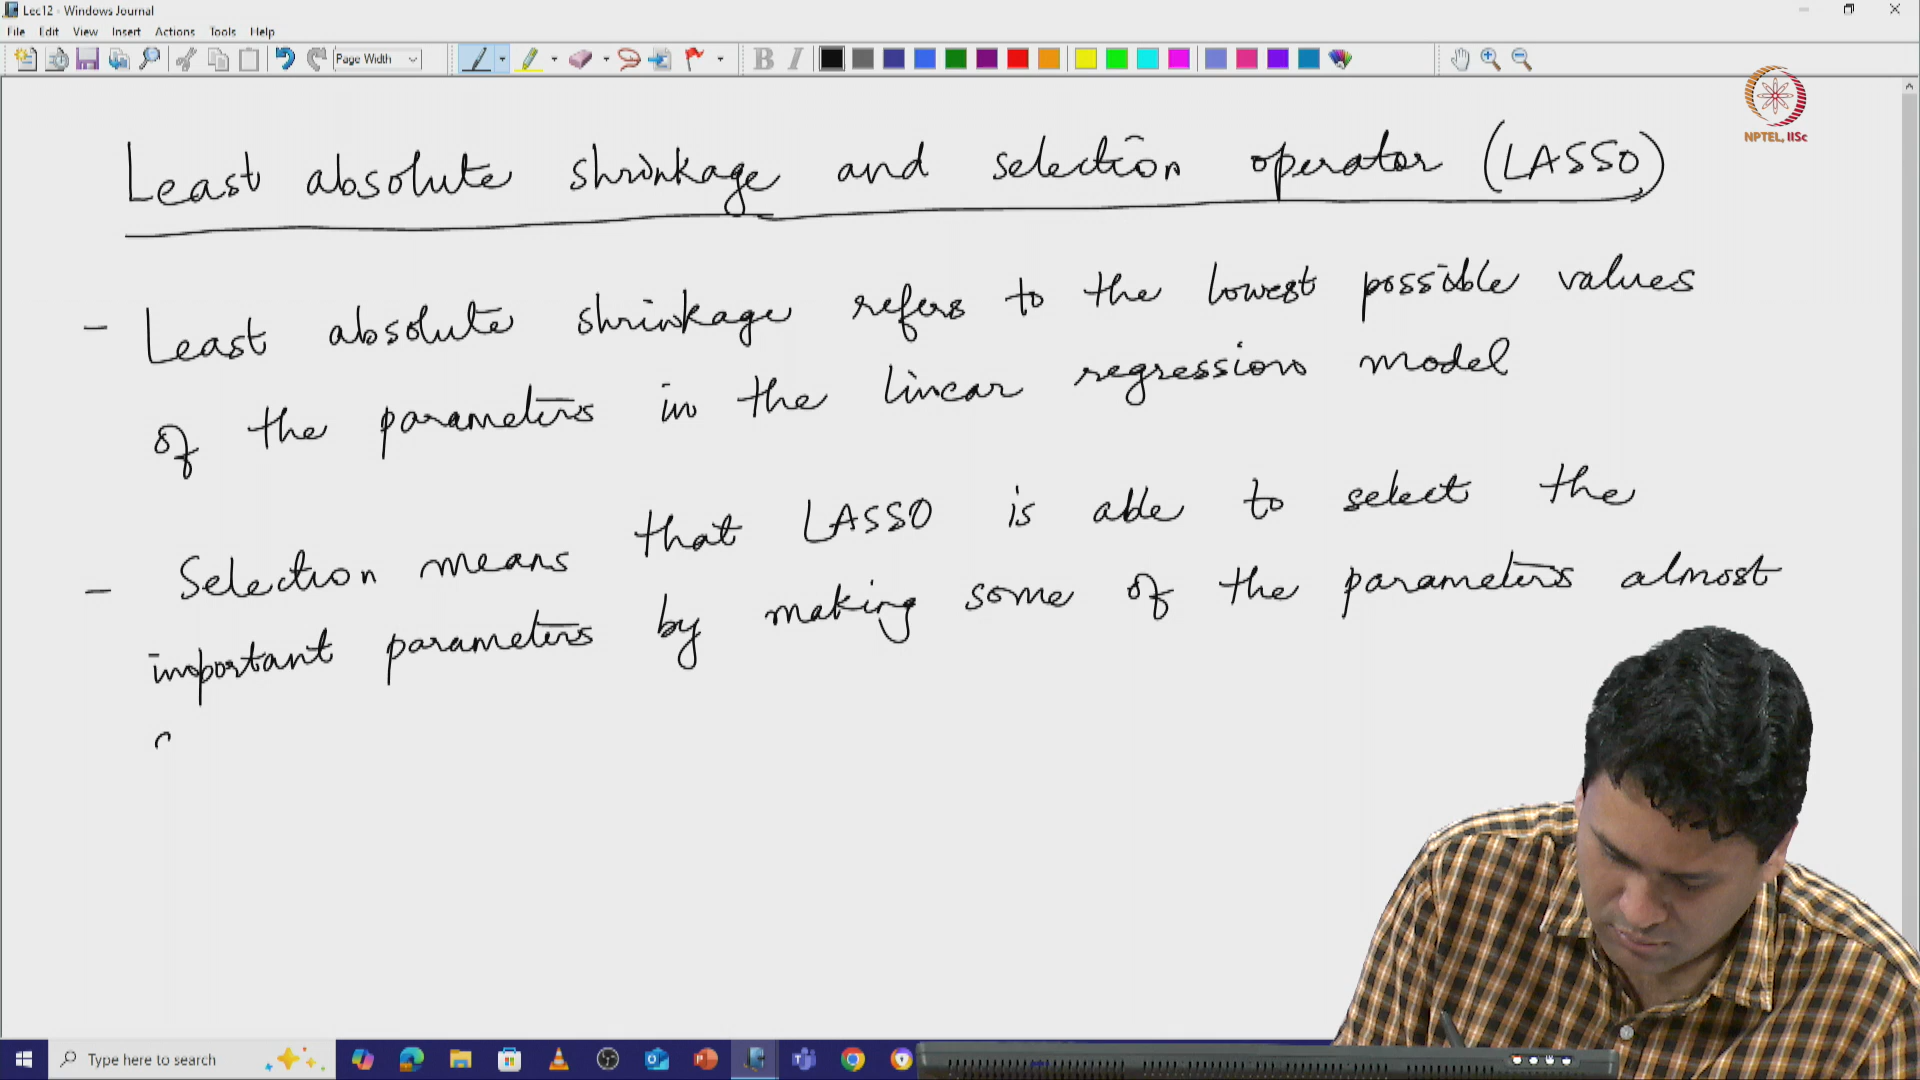 Lec12 - Windows Journal
File Edit View Insert Actions Tools Help
Page Width
B I
NPTEL, IISc
Least absolute shrinkage and selection operator (LASSO)
- Least absolute shrinkage refers to the lowest possible values
of the parameters in the linear regression model
- Selection means that LASSO is able to select the
important parameters by making some of the parameters almost
Type here to search